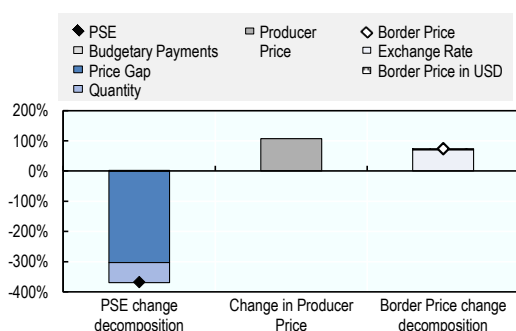 PSE
Budgetary Payments
Price Gap
Quantity
Producer
Price
Border Price
Exchange Rate
Border Price in USD
200%
100%
0%
-100%
-200%
-300%
-400%
PSE change
decomposition
Change in Producer
Price
Border Price change
decomposition